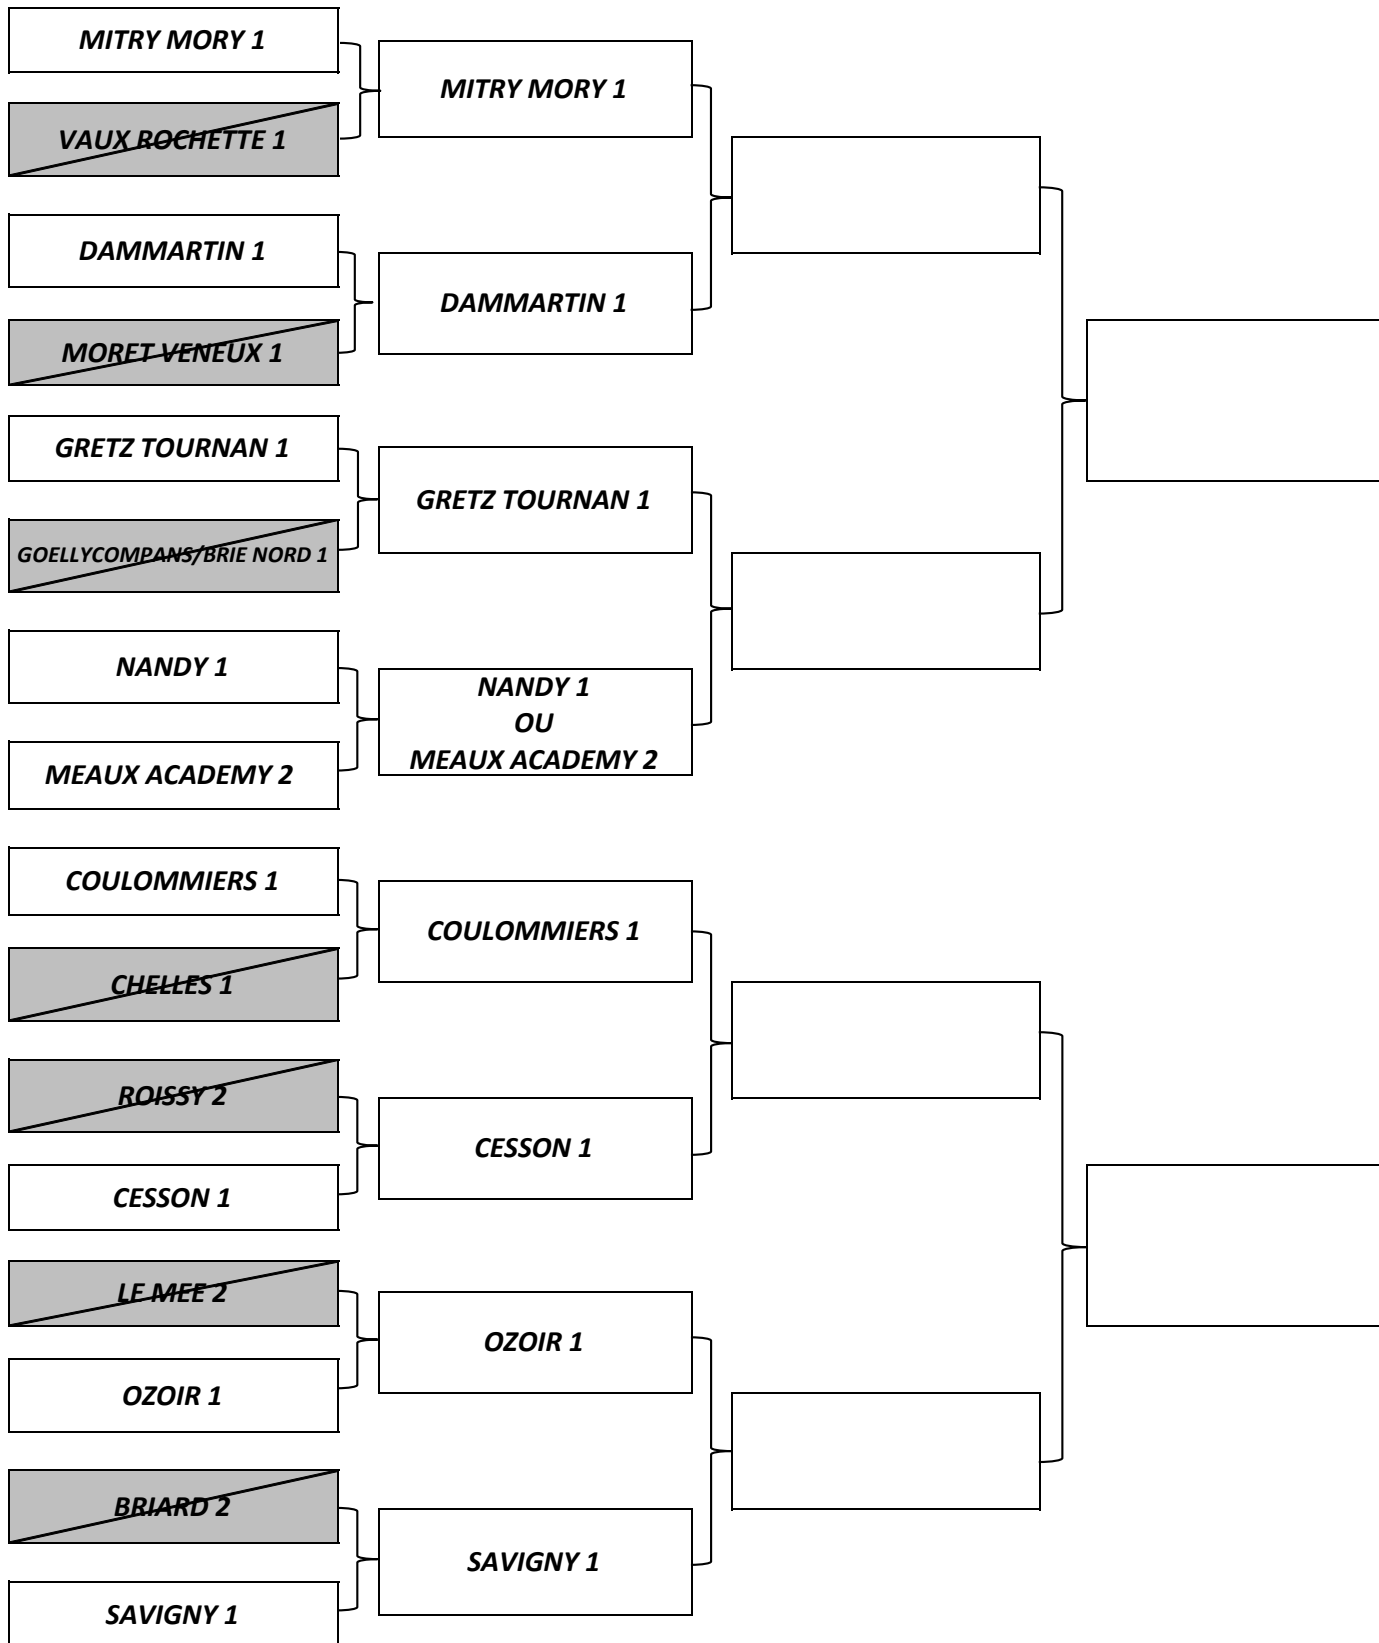 MITRY MORY 1
VAUX ROCHETTE 1
DAMMARTIN 1
MORET VENEUX 1
GRETZ TOURNAN 1
GOELLYCOMPANS/BRIE NORD 1
NANDY 1
MEAUX ACADEMY 2
COULOMMIERS 1
CHELLES 1
ROISSY 2
CESSON 1
LE MEE 2
OZOIR 1
BRIARD 2
SAVIGNY 1
MITRY MORY 1
DAMMARTIN 1
GRETZ TOURNAN 1
NANDY 1
OU
MEAUX ACADEMY 2
COULOMMIERS 1
CESSON 1
OZOIR 1
SAVIGNY 1